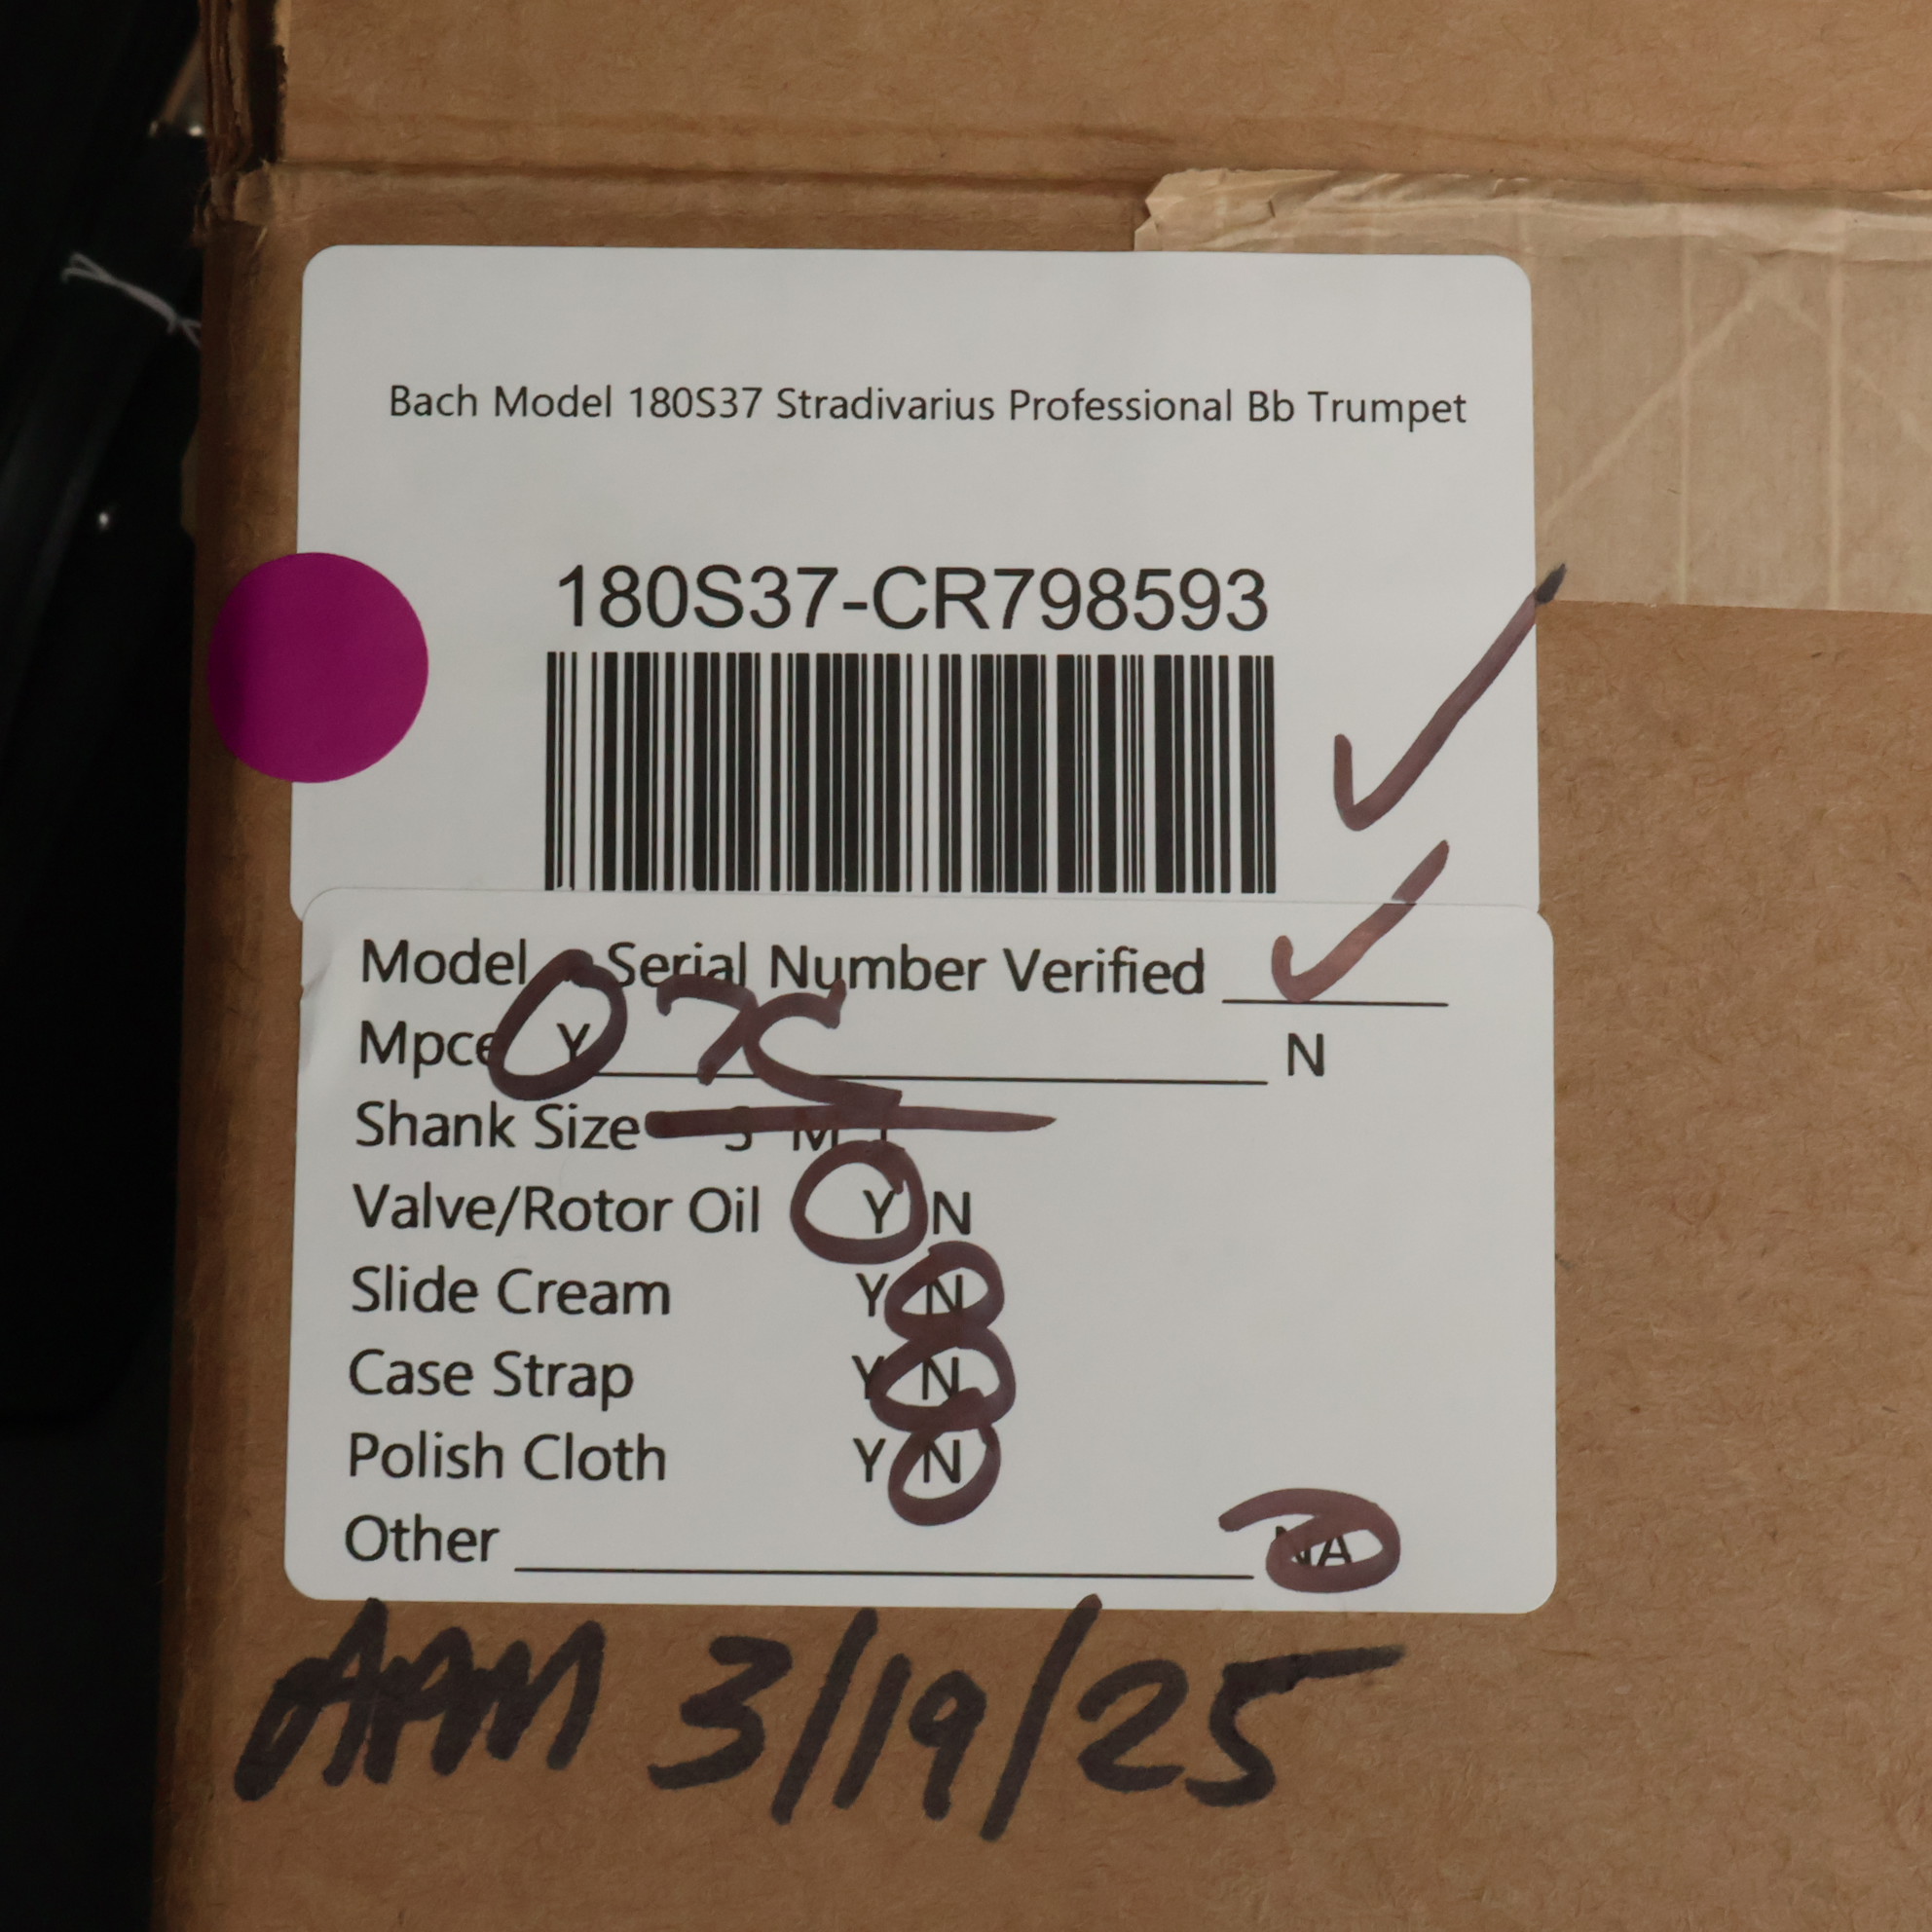 Bach Model 180S37 Stradivarius Professional Bb Trumpet
180S37-CR798593
Model Serial Number Verified ✓
Mpce Y 7C N
Shank Size S M L
Valve/Rotor Oil Y N
Slide Cream Y N
Case Strap Y N
Polish Cloth Y N
Other NA
3/19/25